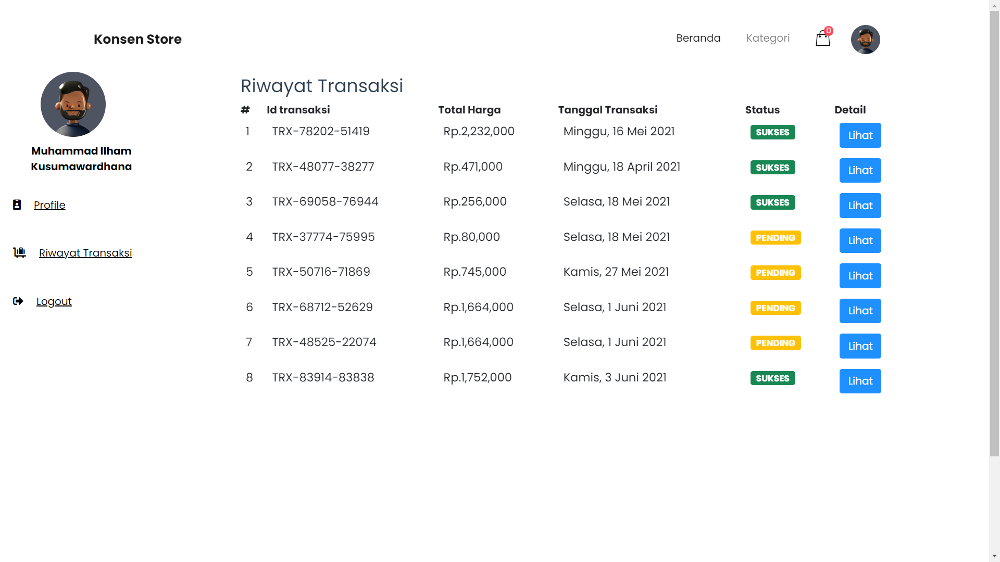 Konsen Store
Beranda
Kategori
0
Muhammad Ilham
Kusumawardhana
Profile
Riwayat Transaksi
Logout
Riwayat Transaksi
# Id transaksi Total Harga Tanggal Transaksi Status Detail
1 TRX-78202-51419 Rp.2,232,000 Minggu, 16 Mei 2021 SUKSES Lihat
2 TRX-48077-38277 Rp.471,000 Minggu, 18 April 2021 SUKSES Lihat
3 TRX-69058-76944 Rp.256,000 Selasa, 18 Mei 2021 SUKSES Lihat
4 TRX-37774-75995 Rp.80,000 Selasa, 18 Mei 2021 PENDING Lihat
5 TRX-50716-71869 Rp.745,000 Kamis, 27 Mei 2021 PENDING Lihat
6 TRX-68712-52629 Rp.1,664,000 Selasa, 1 Juni 2021 PENDING Lihat
7 TRX-48525-22074 Rp.1,664,000 Selasa, 1 Juni 2021 PENDING Lihat
8 TRX-83914-83838 Rp.1,752,000 Kamis, 3 Juni 2021 SUKSES Lihat